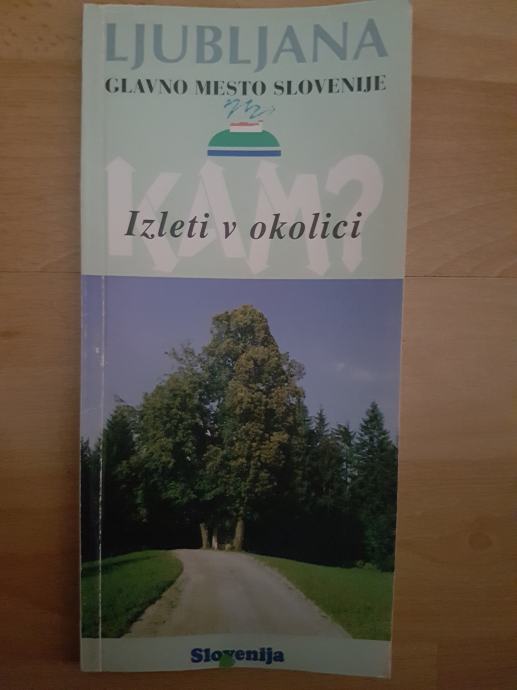 LJUBLJANA
GLAVNO MESTO SLOVENIJE
KAM?
Izleti v okolici
Slovenija